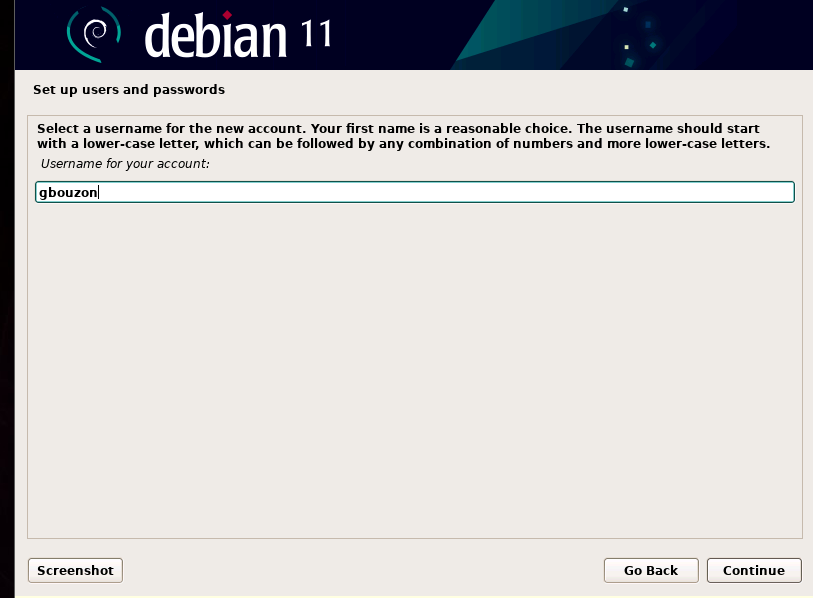 debian 11
Set up users and passwords
Select a username for the new account. Your first name is a reasonable choice. The username should start
with a lower-case letter, which can be followed by any combination of numbers and more lower-case letters.
Username for your account:
gbouzon
Screenshot
Go Back
Continue